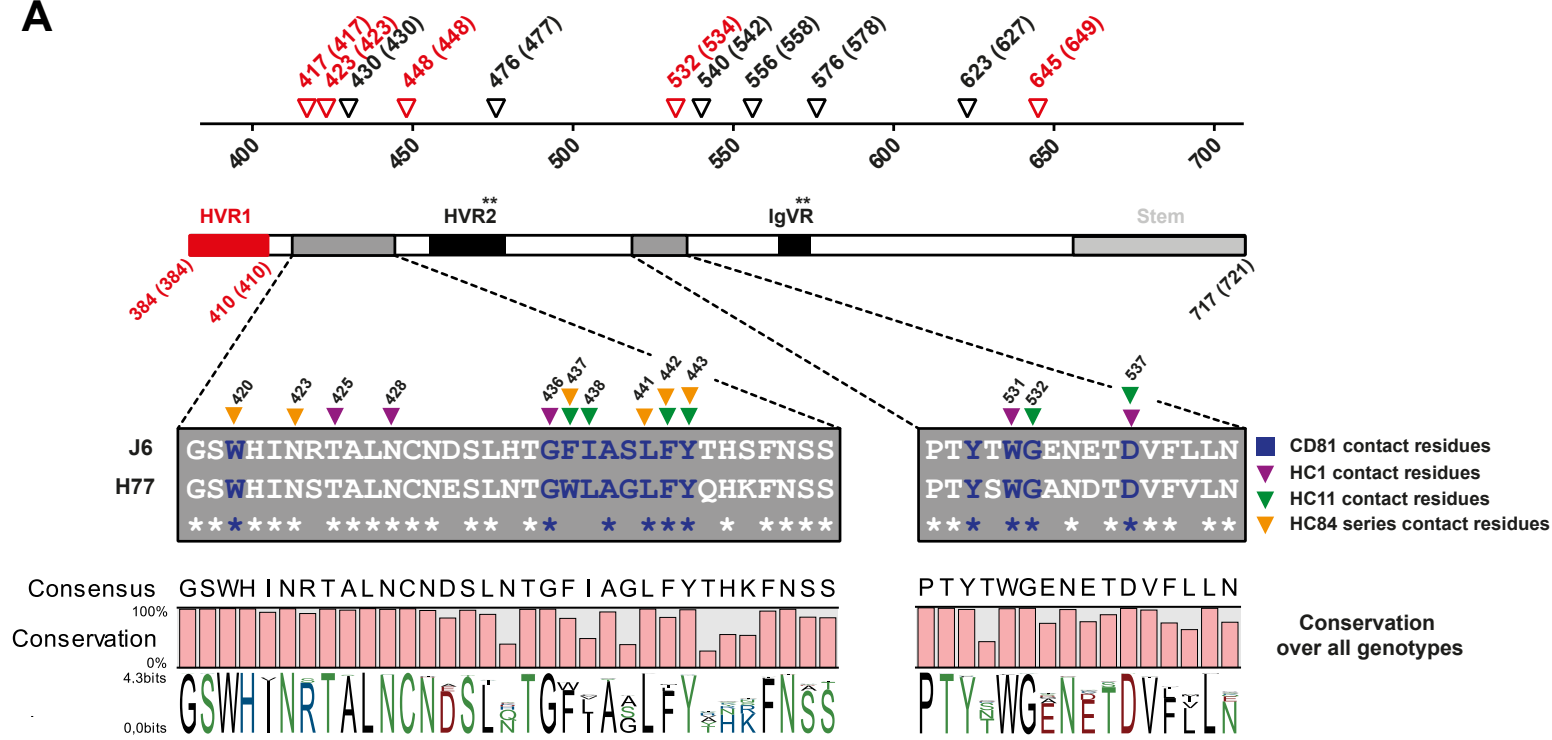 A
417 (417)
423 (423)
430 (430)
448 (448)
476 (477)
532 (534)
540 (542)
556 (558)
576 (578)
623 (627)
645 (649)
400 450 500 550 600 650 700
** **
HVR1 HVR2 IgVR Stem
384 (384)
410 (410)
717 (721)
420 423 425 428 436 437 438 441 442 443 531 532 537
J6 GSWHINRTALNCNDSLHTGFIASLFYTHSFNSS PTYTWGENETDVFLLN
H77 GSWHINSTALNCNESLNTGWLAGLFYQHKFNSS PTYSWGANDTDVFVLN
****** ****** ** ** * *** * **** *** ** * *** **
CD81 contact residues
HC1 contact residues
HC11 contact residues
HC84 series contact residues
Consensus GSWHINRTALNCNDSLNTGFIAGLFYTHKFNSS PTYTWGENETDVFLLN
100%
Conservation
0%
Conservation
over all genotypes
4.3bits
0,0bits